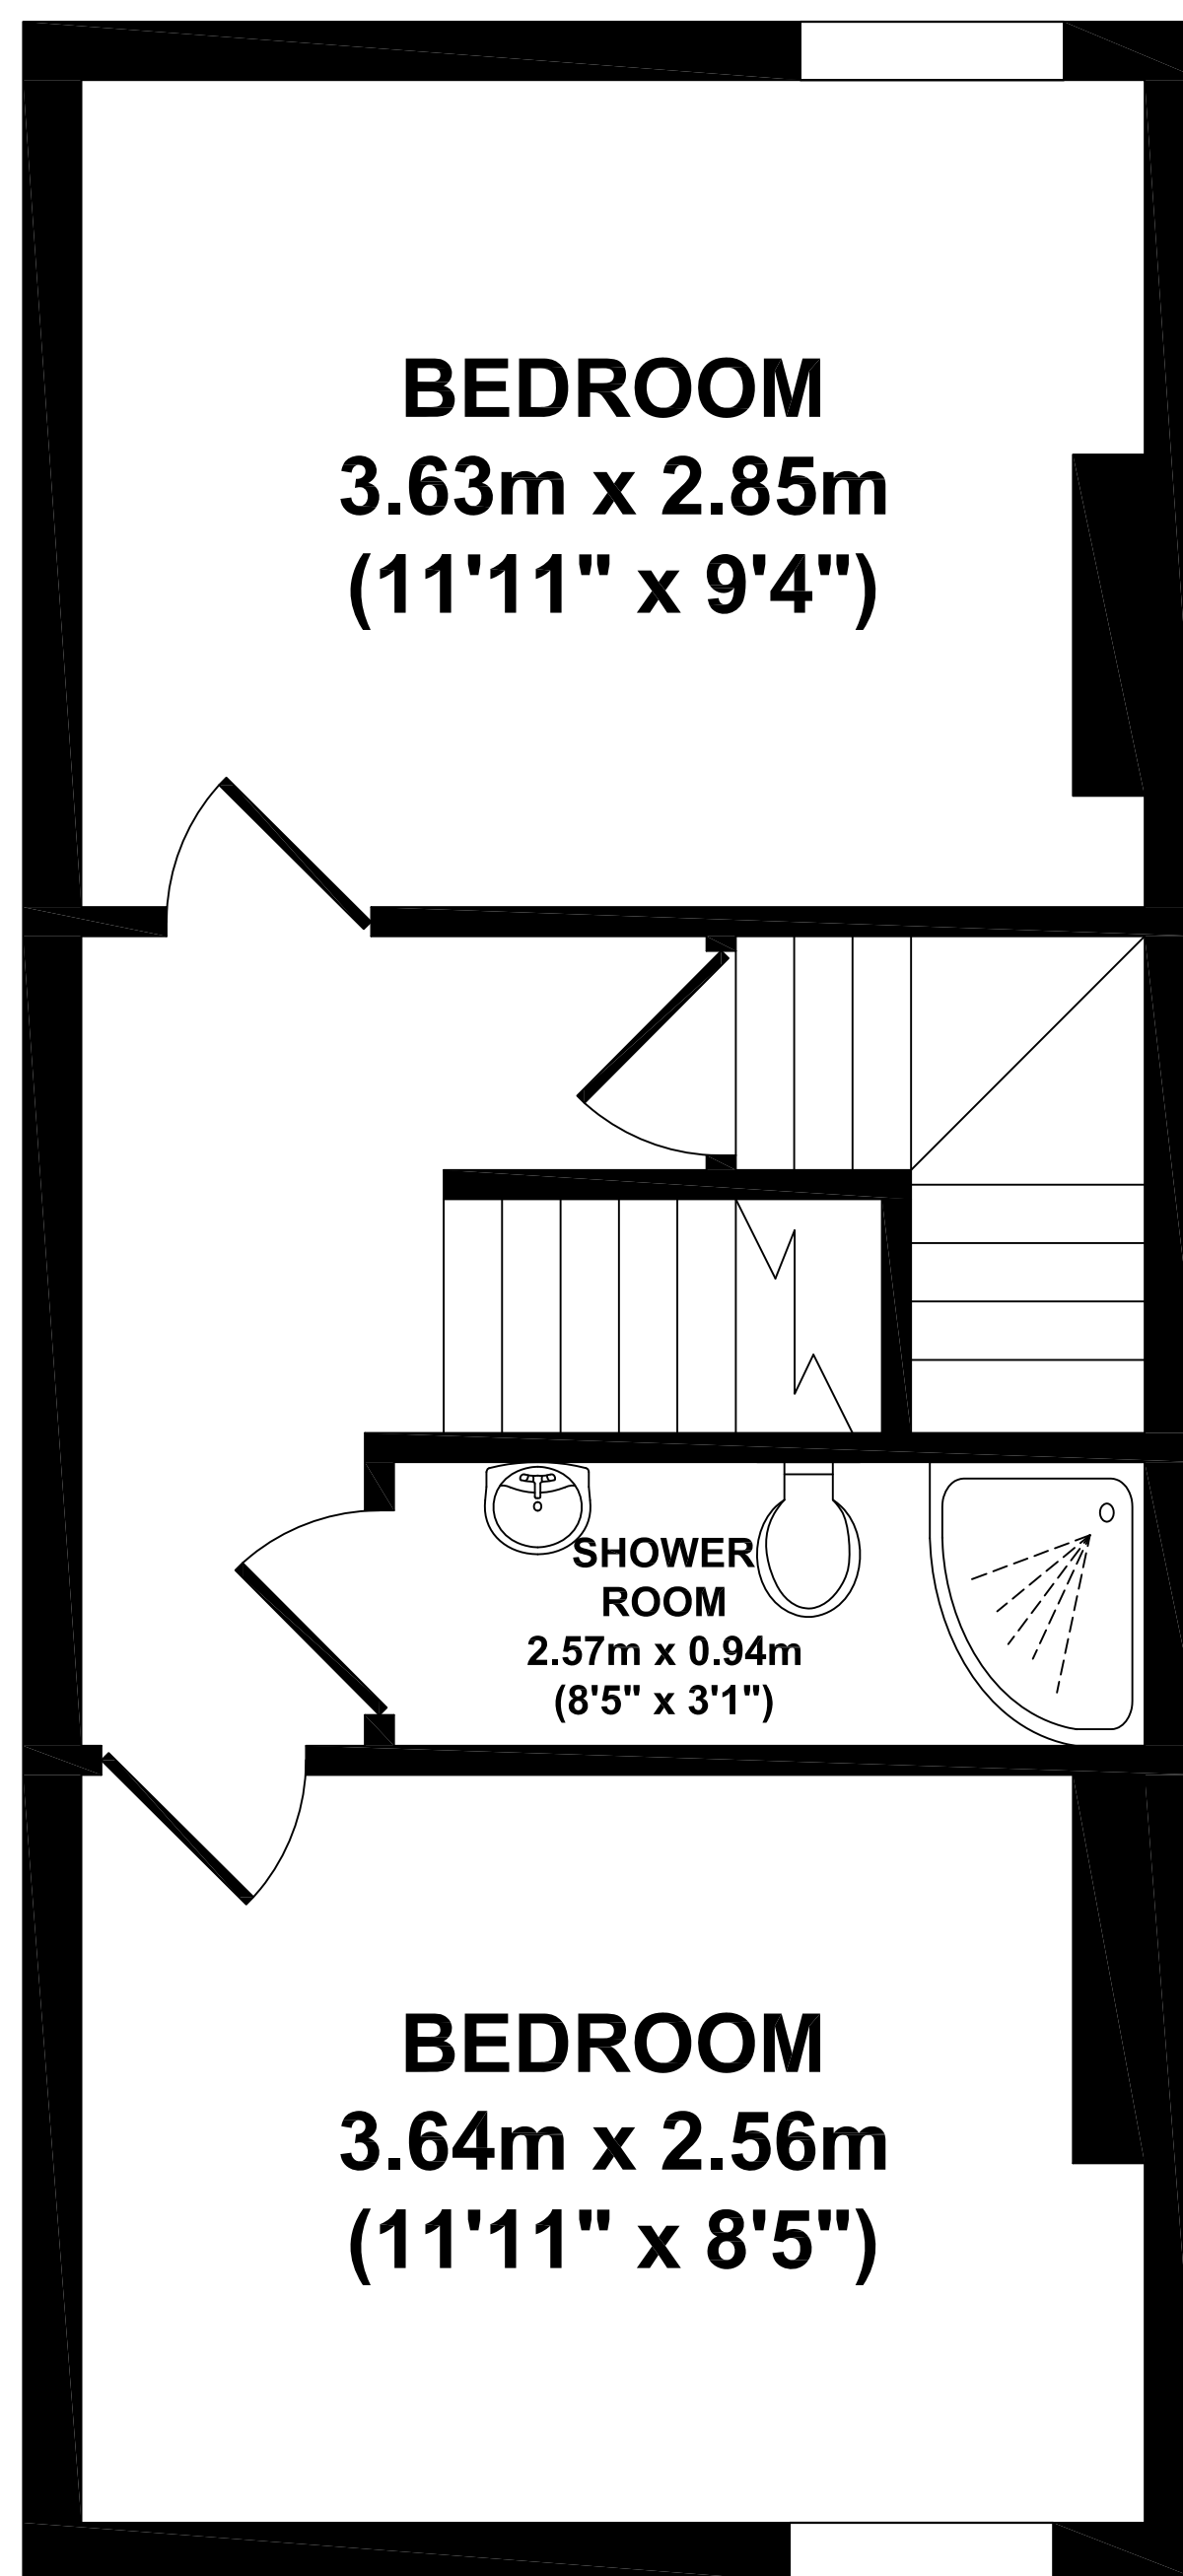 BEDROOM
3.63m x 2.85m
(11'11" x 9'4")
SHOWER
ROOM
2.57m x 0.94m
(8'5" x 3'1")
BEDROOM
3.64m x 2.56m
(11'11" x 8'5")